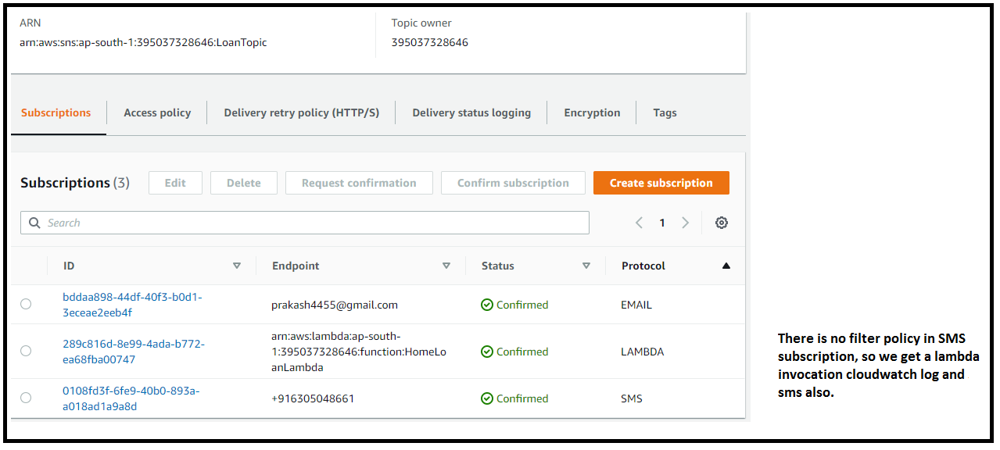 ARN
arn:aws:sns:ap-south-1:395037328646:LoanTopic
Topic owner
395037328646
Subscriptions
Access policy
Delivery retry policy (HTTP/S)
Delivery status logging
Encryption
Tags
Subscriptions (3)
Edit
Delete
Request confirmation
Confirm subscription
Create subscription
Search
1
ID
Endpoint
Status
Protocol
bddaa898-44df-40f3-b0d1-
3eceae2eeb4f
prakash4455@gmail.com
Confirmed
EMAIL
289c816d-8e99-4ada-b772-
ea68fba00747
arn:aws:lambda:ap-south-
1:395037328646:function:HomeLo
anLambda
Confirmed
LAMBDA
0108fd3f-6fe9-40b0-893a-
a018ad1a9a8d
+916305048661
Confirmed
SMS
There is no filter policy in SMS
subscription, so we get a lambda
invocation cloudwatch log and
sms also.